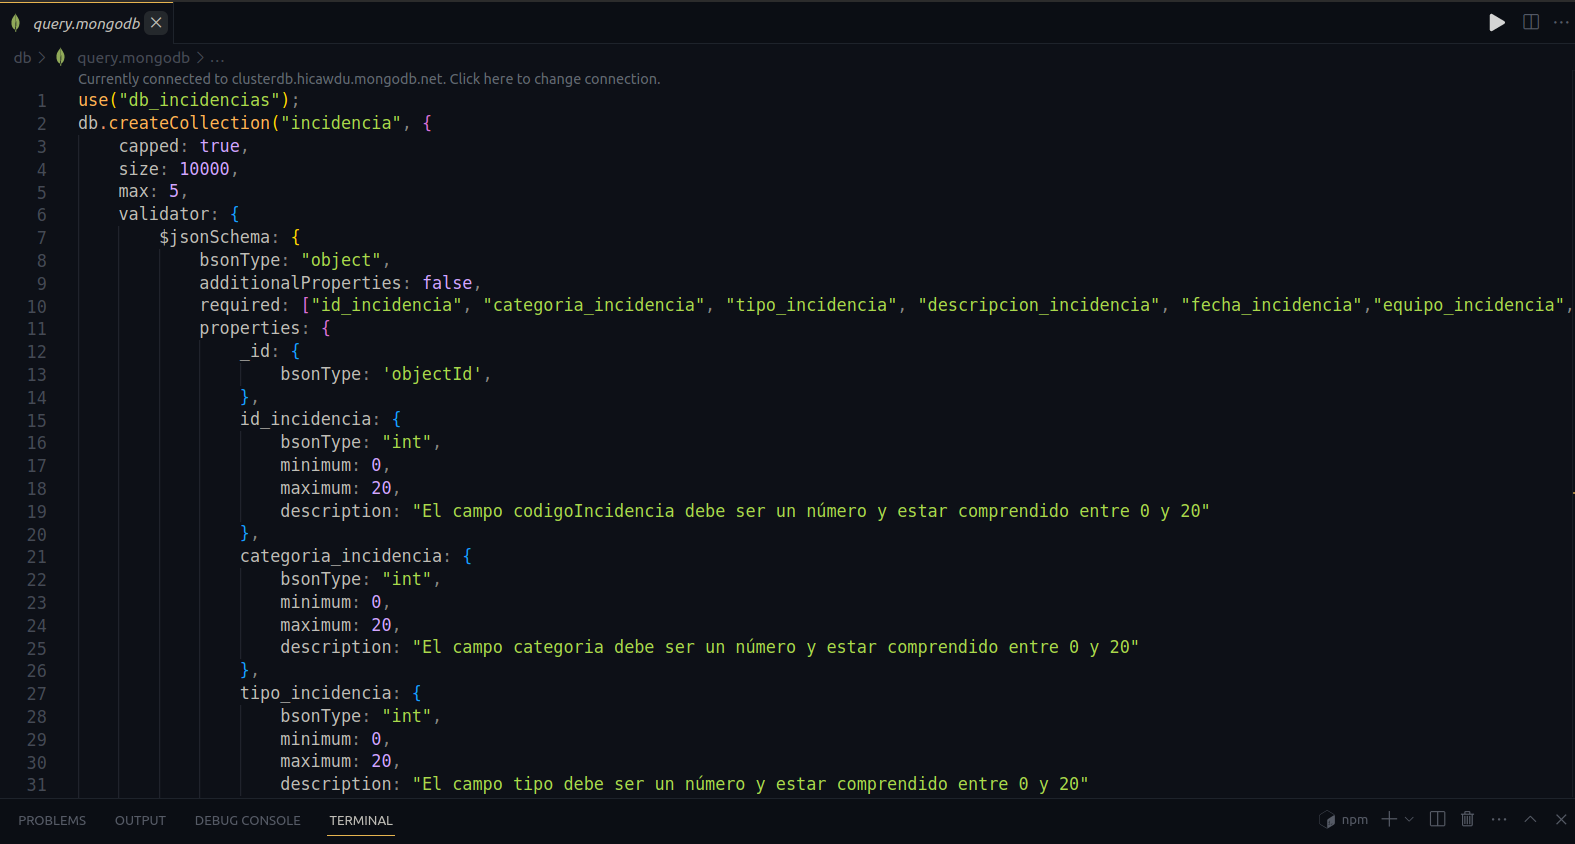 query.mongodb
db > query.mongodb > ...
Currently connected to clusterdb.hicawdu.mongodb.net. Click here to change connection.
1 use("db_incidencias");
2 db.createCollection("incidencia", {
3 capped: true,
4 size: 10000,
5 max: 5,
6 validator: {
7 $jsonSchema: {
8 bsonType: "object",
9 additionalProperties: false,
10 required: ["id_incidencia", "categoria_incidencia", "tipo_incidencia", "descripcion_incidencia", "fecha_incidencia","equipo_incidencia",
11 properties: {
12 _id: {
13 bsonType: 'objectId',
14 },
15 id_incidencia: {
16 bsonType: "int",
17 minimum: 0,
18 maximum: 20,
19 description: "El campo codigoIncidencia debe ser un número y estar comprendido entre 0 y 20"
20 },
21 categoria_incidencia: {
22 bsonType: "int",
23 minimum: 0,
24 maximum: 20,
25 description: "El campo categoria debe ser un número y estar comprendido entre 0 y 20"
26 },
27 tipo_incidencia: {
28 bsonType: "int",
29 minimum: 0,
30 maximum: 20,
31 description: "El campo tipo debe ser un número y estar comprendido entre 0 y 20"
PROBLEMS OUTPUT DEBUG CONSOLE TERMINAL npm